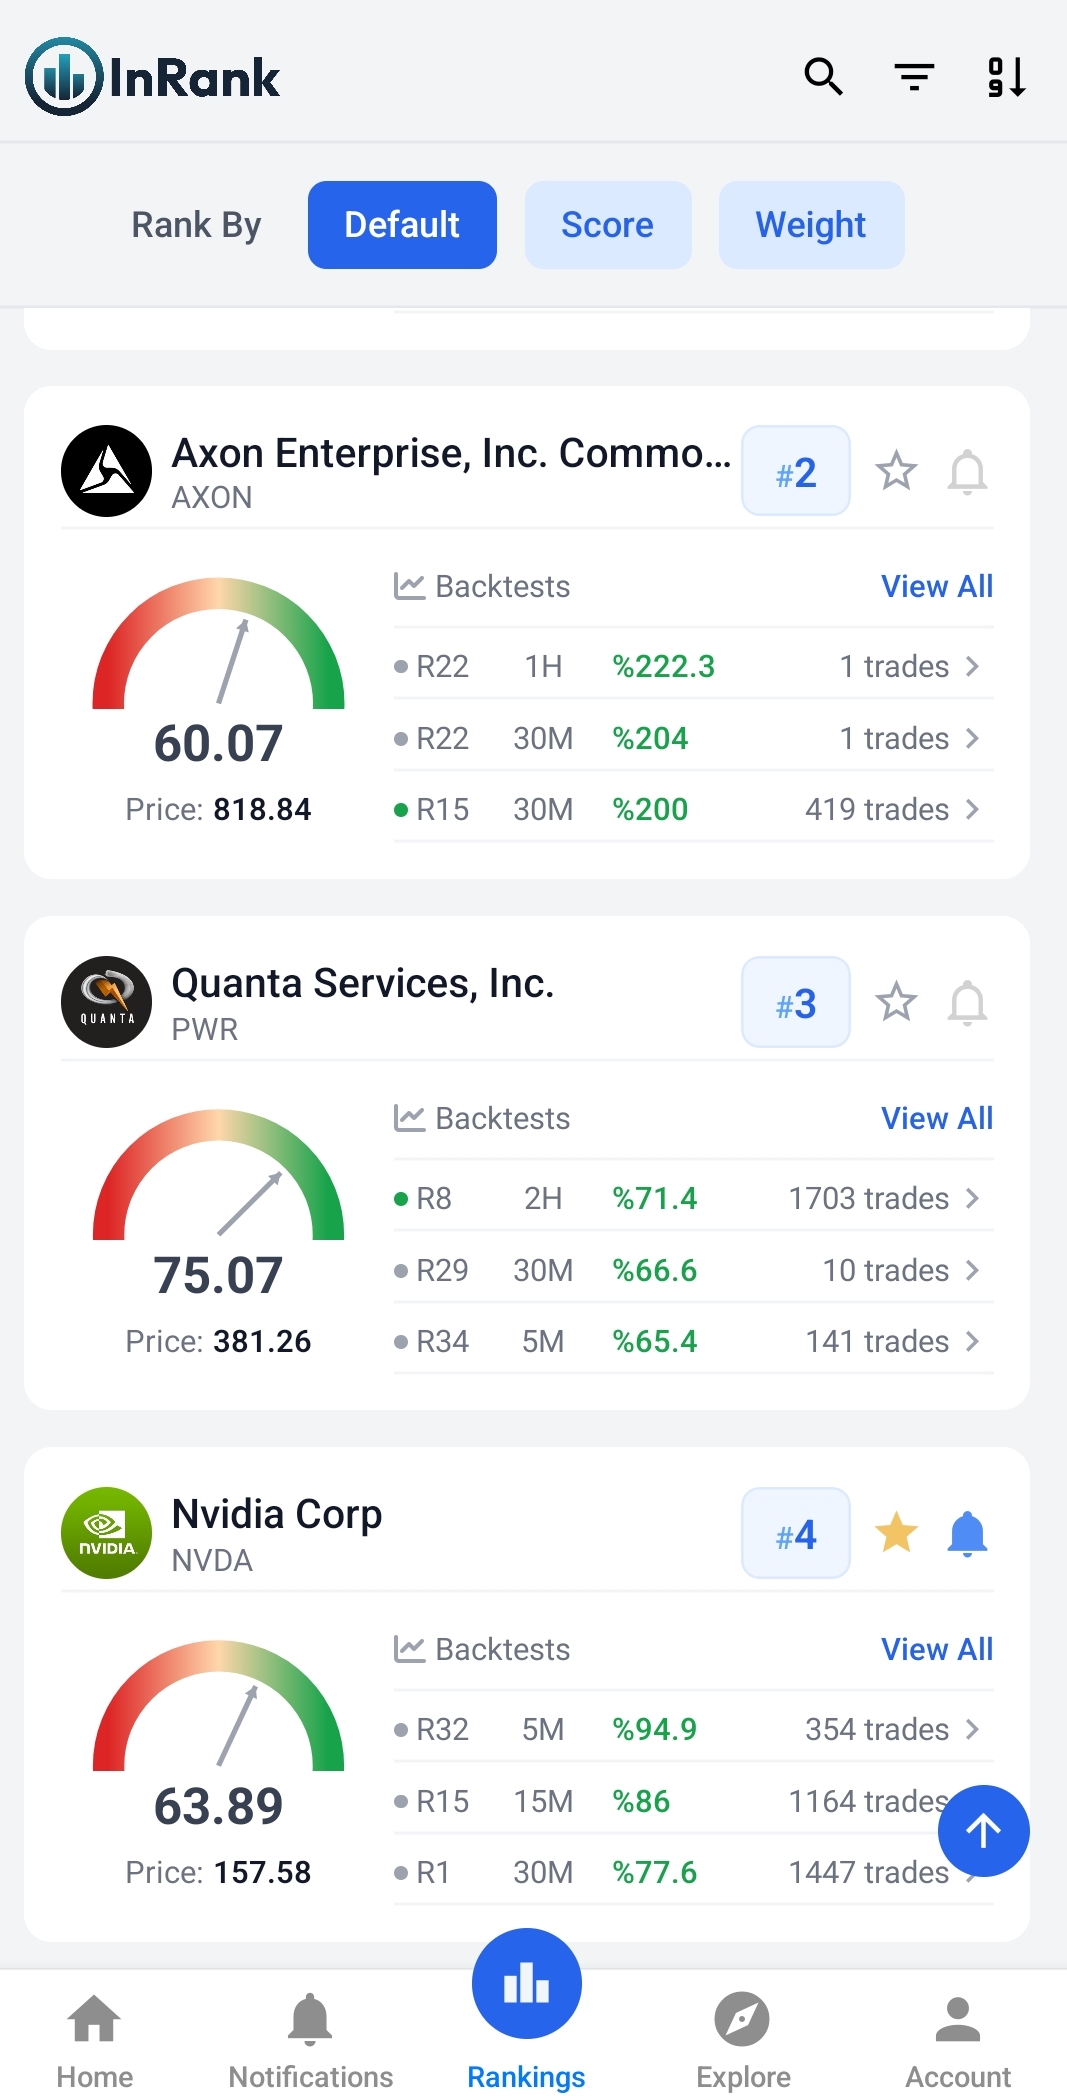 InRank
Rank By Default Score Weight
Axon Enterprise, Inc. Commo... #2
AXON
Backtests View All
R22 1H %222.3 1 trades
R22 30M %204 1 trades
R15 30M %200 419 trades
60.07
Price: 818.84
QUANTA
Quanta Services, Inc. #3
PWR
Backtests View All
R8 2H %71.4 1703 trades
R29 30M %66.6 10 trades
R34 5M %65.4 141 trades
75.07
Price: 381.26
NVIDIA.
Nvidia Corp #4
NVDA
Backtests View All
R32 5M %94.9 354 trades
R15 15M %86 1164 trades
R1 30M %77.6 1447 trades
63.89
Price: 157.58
Home Notifications Rankings Explore Account